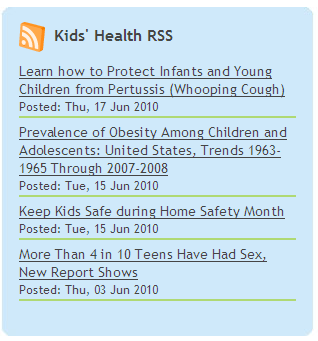 Kids' Health RSS
Learn how to Protect Infants and Young
Children from Pertussis (Whooping Cough)
Posted: Thu, 17 Jun 2010
Prevalence of Obesity Among Children and
Adolescents: United States, Trends 1963-
1965 Through 2007-2008
Posted: Tue, 15 Jun 2010
Keep Kids Safe during Home Safety Month
Posted: Tue, 15 Jun 2010
More Than 4 in 10 Teens Have Had Sex,
New Report Shows
Posted: Thu, 03 Jun 2010